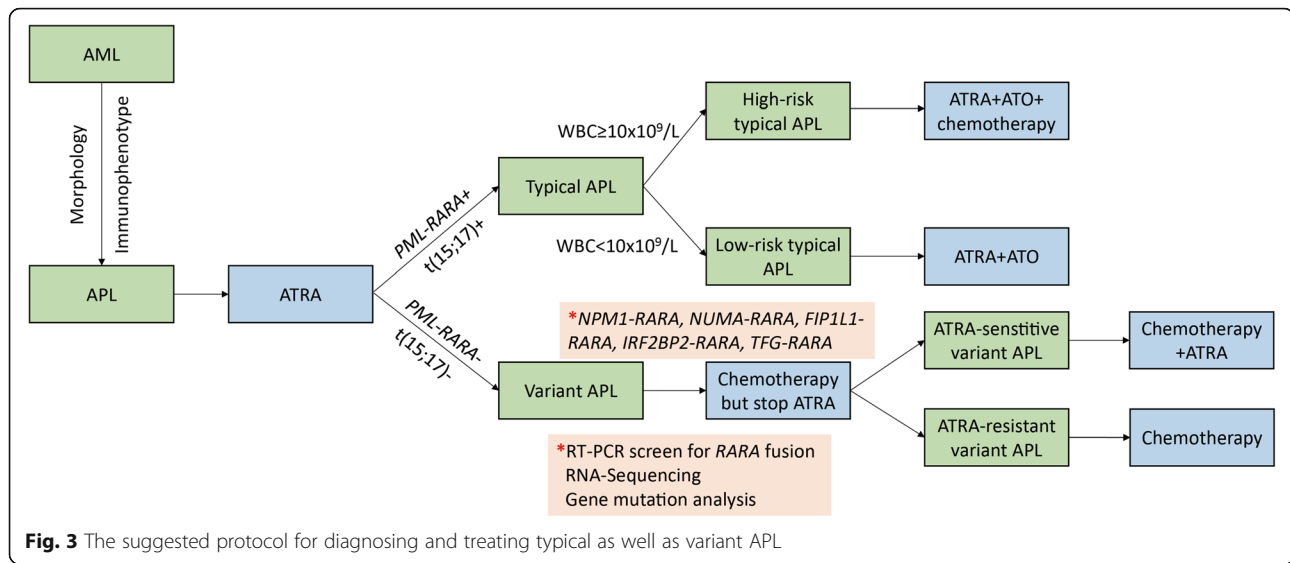 AML
Morphology
Immunophenotype
APL
ATRA
PML-RARA+
t(15;17)+
PML-RARA-
t(15;17)-
Typical APL
WBC≥10x10⁹/L
WBC<10x10⁹/L
High-risk
typical APL
ATRA+ATO+
chemotherapy
Low-risk typical
APL
ATRA+ATO
*NPM1-RARA, NUMA-RARA, FIP1L1-
RARA, IRF2BP2-RARA, TFG-RARA
Variant APL
Chemotherapy
but stop ATRA
ATRA-senstitive
variant APL
Chemotherapy
+ATRA
ATRA-resistant
variant APL
Chemotherapy
*RT-PCR screen for RARA fusion
RNA-Sequencing
Gene mutation analysis
Fig. 3 The suggested protocol for diagnosing and treating typical as well as variant APL